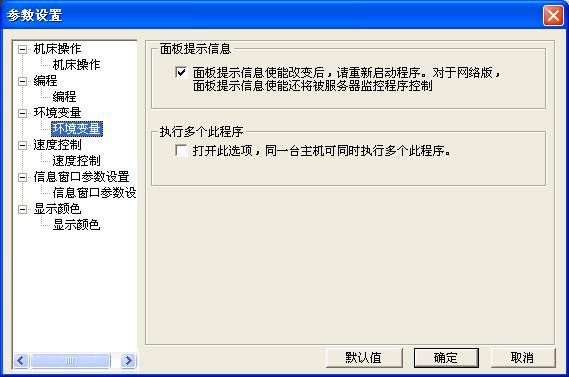 参数设置
机床操作
机床操作
编程
编程
环境变量
环境变量
速度控制
速度控制
信息窗口参数设置
信息窗口参数设
显示颜色
显示颜色
面板提示信息
面板提示信息使能改变后，请重新启动程序。对于网络版，
面板提示信息使能还将被服务器监控程序控制
执行多个此程序
打开此选项，同一台主机可同时执行多个此程序。
默认值
确定
取消